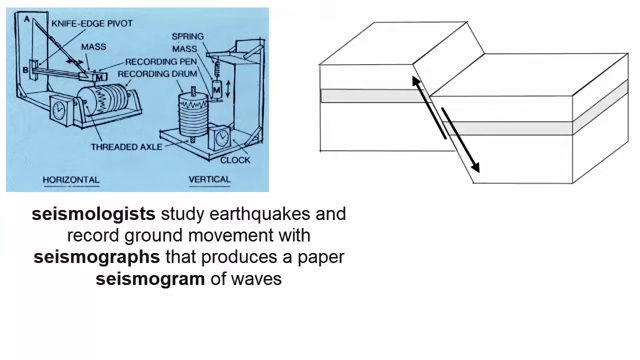 A
KNIFE-EDGE PIVOT
MASS
B
M
RECORDING PEN
RECORDING DRUM
SPRING
MASS
M
THREADED AXLE
CLOCK
HORIZONTAL
VERTICAL
seismologists study earthquakes and
record ground movement with
seismographs that produces a paper
seismogram of waves